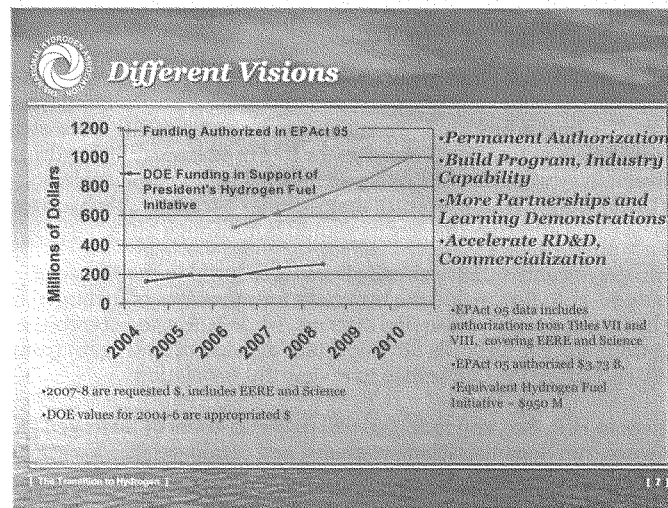 NATIONAL HYDROGEN ASSOCIATION
Different Visions
1200
1000
800
600
400
200
0
Millions of Dollars
Funding Authorized in EPAct 05
DOE Funding in Support of
President's Hydrogen Fuel
Initiative
2004
2005
2006
2007
2008
2009
2010
•Permanent Authorization
•Build Program, Industry
Capability
•More Partnerships and
Learning Demonstrations
•Accelerate RD&D,
Commercialization
•EPAct 05 data includes
authorizations from Titles VII and
VIII, covering EERE and Science
•EPAct 05 authorized $3.73 B,
•Equivalent Hydrogen Fuel
Initiative ~ $950 M
•2007-8 are requested $, includes EERE and Science
•DOE values for 2004-6 are appropriated $
[ The Transition to Hydrogen ]
[ 7 ]